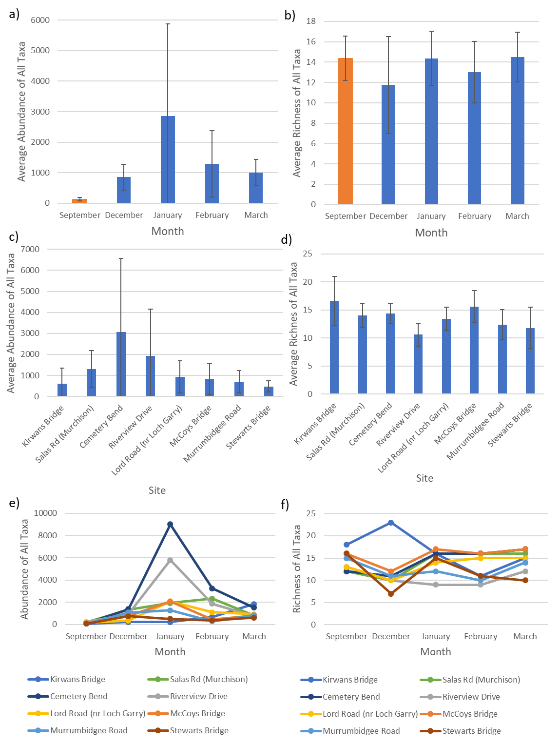 a)
Average Abundance of All Taxa
6000
5000
4000
3000
2000
1000
0
September December January February March
Month
b)
Average Richness of All Taxa
18
16
14
12
10
8
6
4
2
0
September December January February March
Month
c)
Average Abundance of All Taxa
7000
6000
5000
4000
3000
2000
1000
0
Kirwans Bridge
Salas Rd (Murchison)
Cemetery Bend
Riverview Drive
Lord Road (nr Loch Garry)
McCoys Bridge
Murrumbidgee Road
Stewarts Bridge
Site
d)
Average Richnes of All Taxa
25
20
15
10
5
0
Kirwans Bridge
Salas Rd (Murchison)
Cemetery Bend
Riverview Drive
Lord Road (nr Loch Garry)
McCoys Bridge
Murrumbidgee Road
Stewarts Bridge
Site
e)
Abundance of All Taxa
10000
8000
6000
4000
2000
0
September December January February March
Month
Kirwans Bridge Salas Rd (Murchison)
Cemetery Bend Riverview Drive
Lord Road (nr Loch Garry) McCoys Bridge
Murrumbidgee Road Stewarts Bridge
f)
Richness of All Taxa
25
20
15
10
5
0
September December January February March
Month
Kirwans Bridge Salas Rd (Murchison)
Cemetery Bend Riverview Drive
Lord Road (nr Loch Garry) McCoys Bridge
Murrumbidgee Road Stewarts Bridge